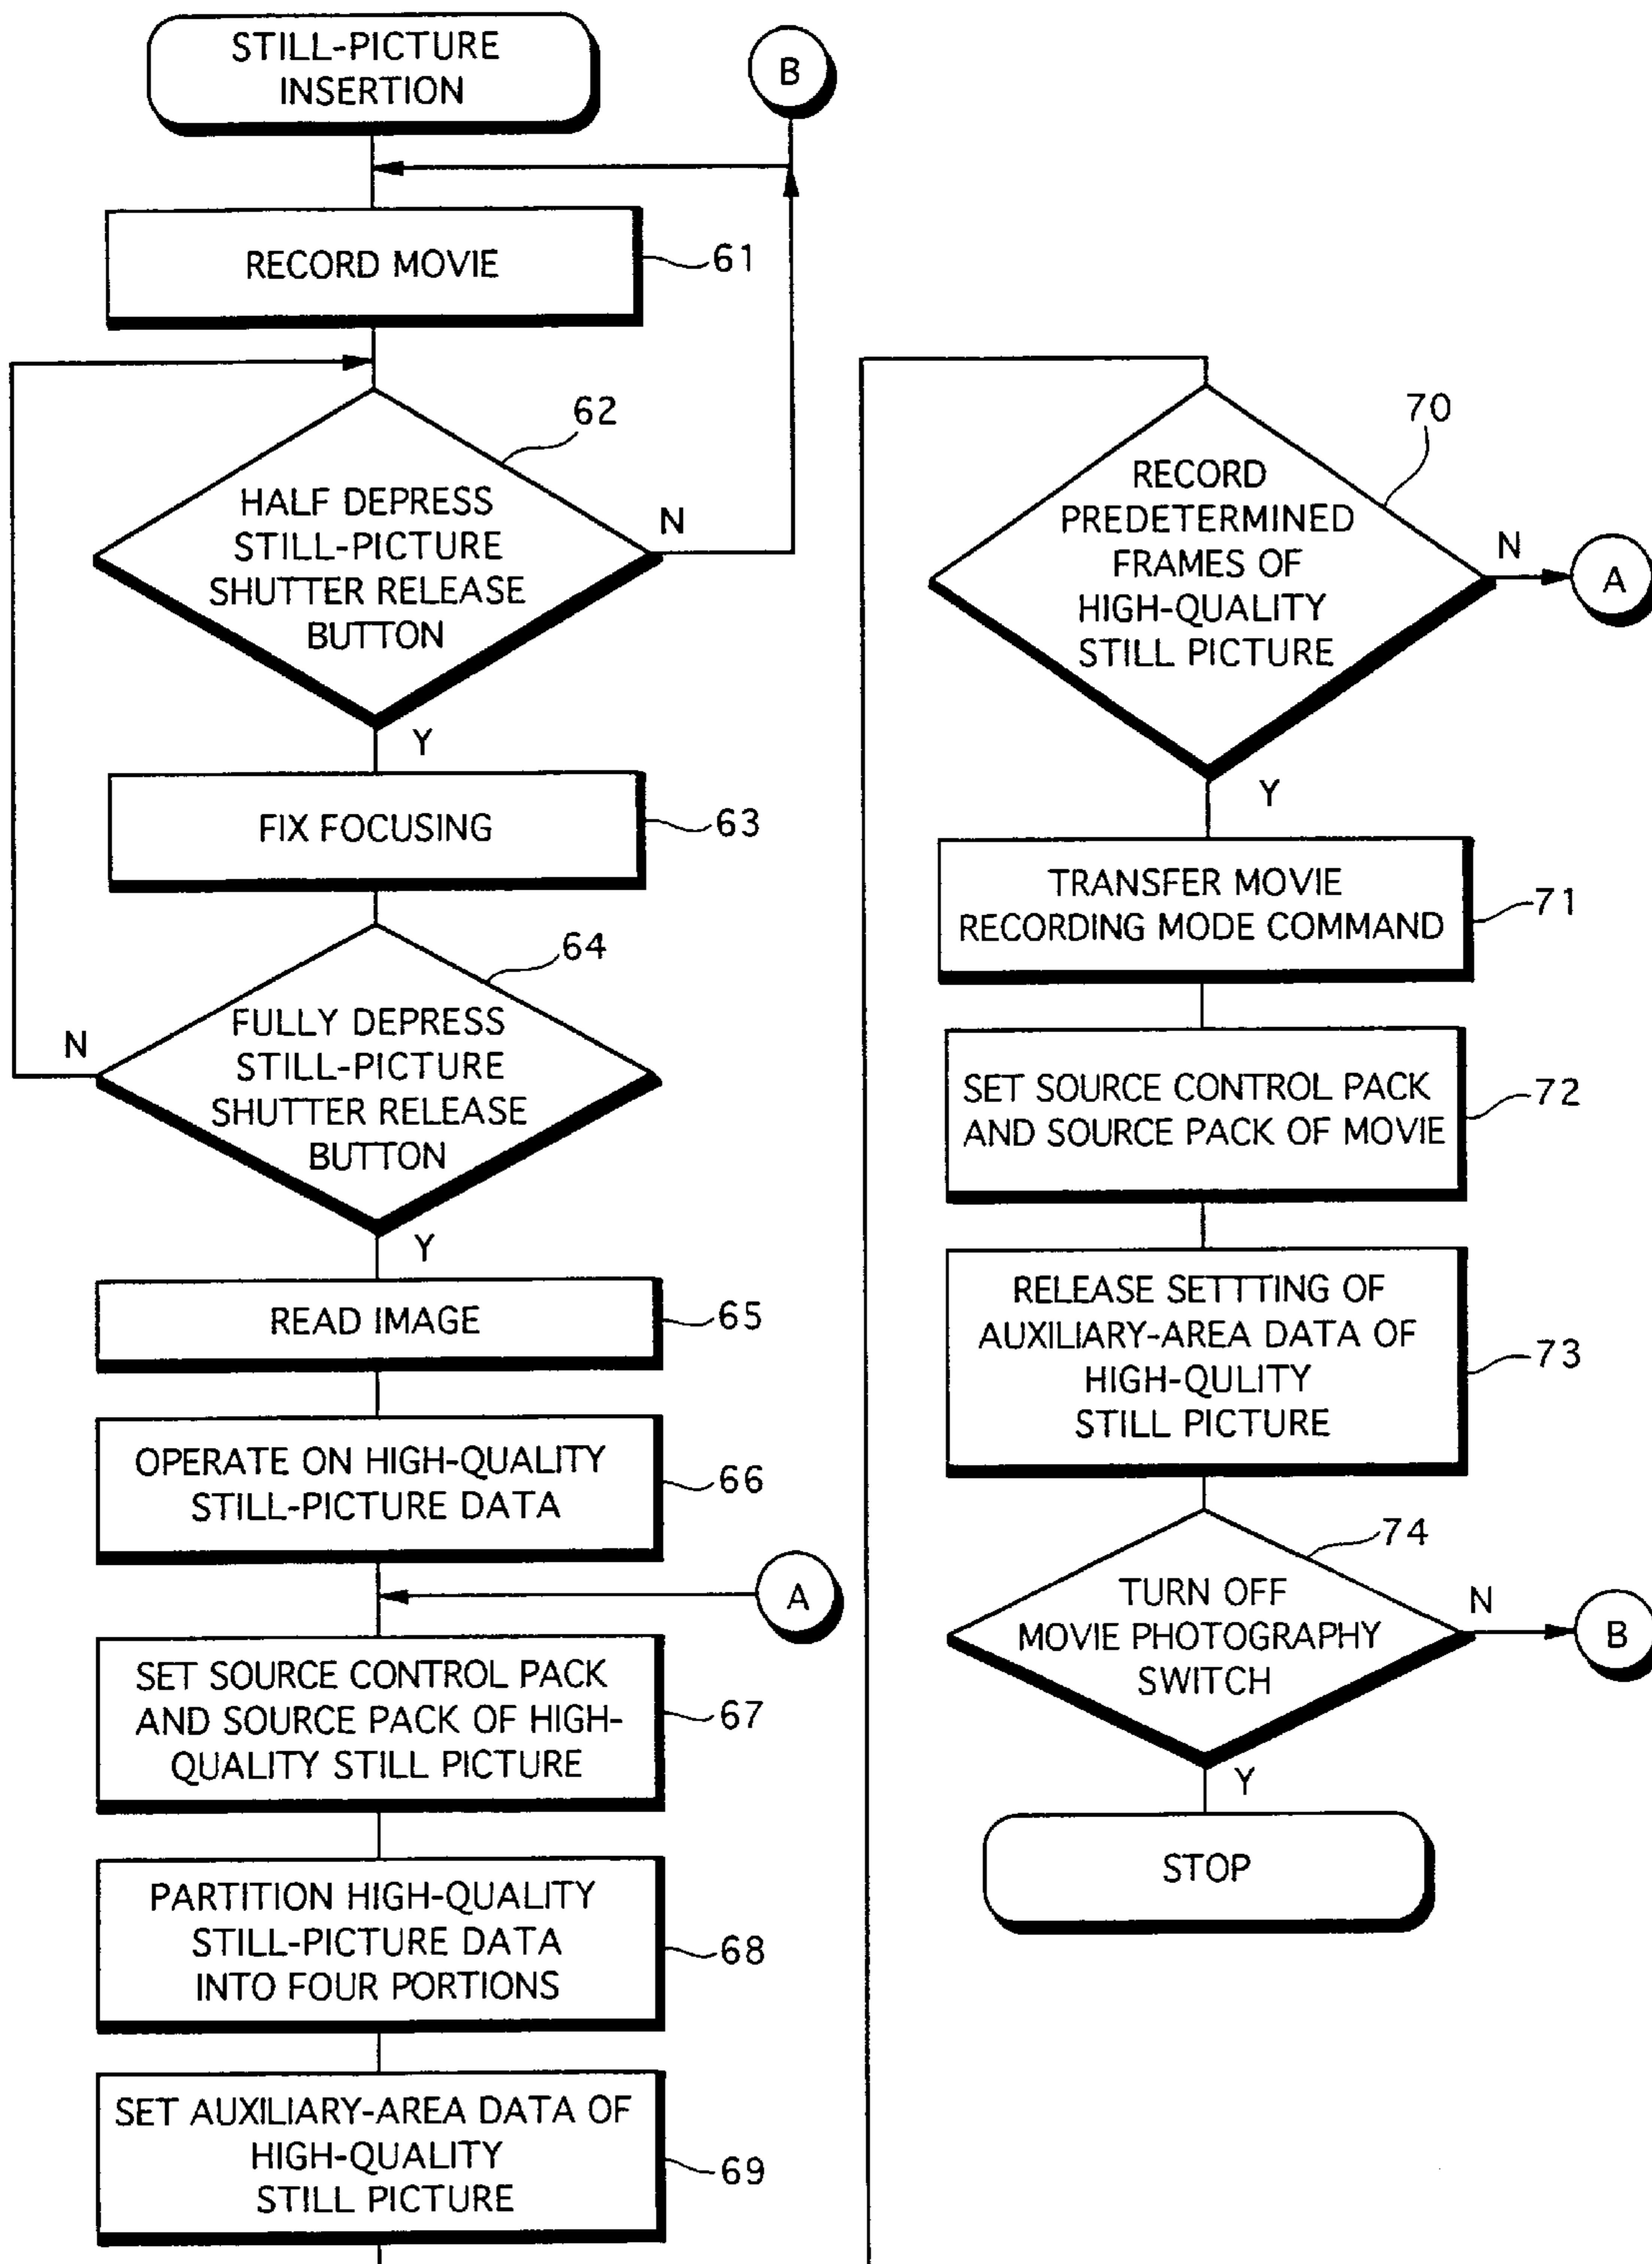 STILL-PICTURE
INSERTION
B
RECORD MOVIE
61
62
HALF DEPRESS
STILL-PICTURE
SHUTTER RELEASE
BUTTON
N
Y
FIX FOCUSING
63
64
FULLY DEPRESS
STILL-PICTURE
SHUTTER RELEASE
BUTTON
N
Y
READ IMAGE
65
OPERATE ON HIGH-QUALITY
STILL-PICTURE DATA
66
A
SET SOURCE CONTROL PACK
AND SOURCE PACK OF HIGH-
QUALITY STILL PICTURE
67
PARTITION HIGH-QUALITY
STILL-PICTURE DATA
INTO FOUR PORTIONS
68
SET AUXILIARY-AREA DATA OF
HIGH-QUALITY
STILL PICTURE
69
70
RECORD
PREDETERMINED
FRAMES OF
HIGH-QUALITY
STILL PICTURE
N
A
Y
TRANSFER MOVIE
RECORDING MODE COMMAND
71
SET SOURCE CONTROL PACK
AND SOURCE PACK OF MOVIE
72
RELEASE SETTTING OF
AUXILIARY-AREA DATA OF
HIGH-QULITY
STILL PICTURE
73
74
TURN OFF
MOVIE PHOTOGRAPHY
SWITCH
N
B
Y
STOP